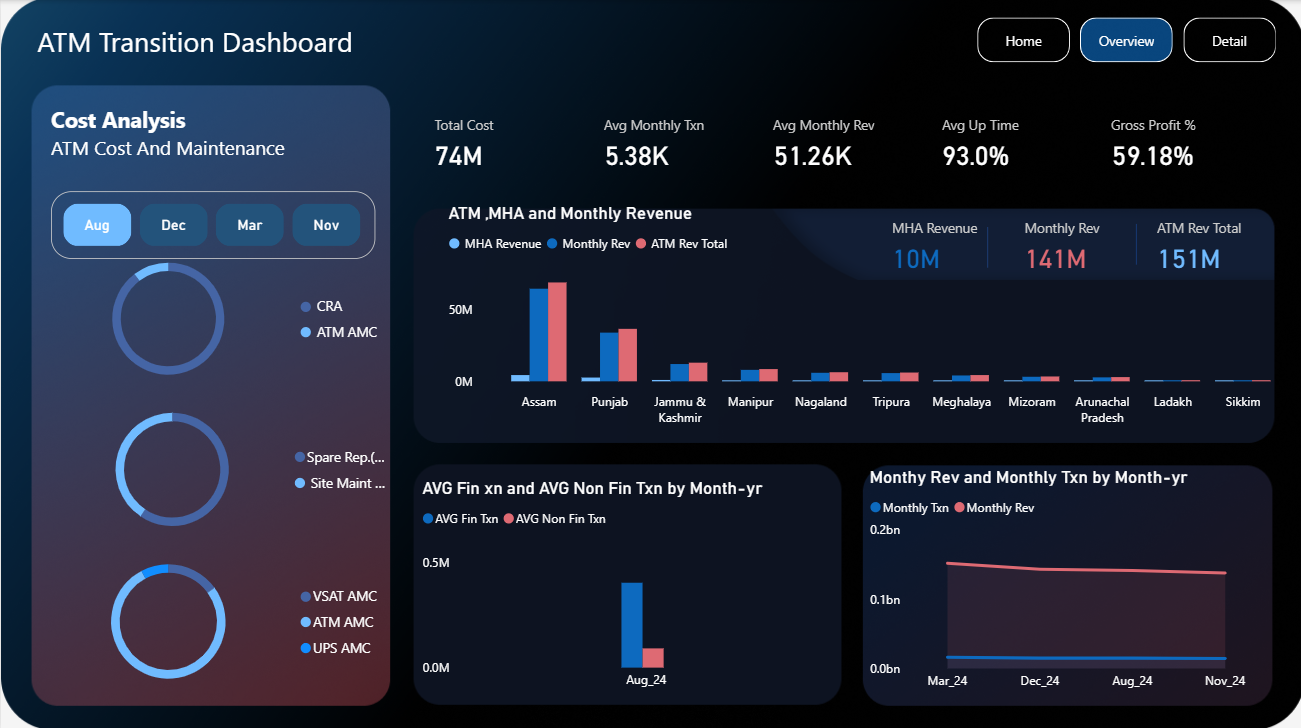 ATM Transition Dashboard
Home
Overview
Detail
Cost Analysis
ATM Cost And Maintenance
Aug
Dec
Mar
Nov
CRA
ATM AMC
Spare Rep.(...
Site Maint ...
VSAT AMC
ATM AMC
UPS AMC
Total Cost
74M
Avg Monthly Txn
5.38K
Avg Monthly Rev
51.26K
Avg Up Time
93.0%
Gross Profit %
59.18%
ATM ,MHA and Monthly Revenue
MHA Revenue
Monthly Rev
ATM Rev Total
MHA Revenue
10M
Monthly Rev
141M
ATM Rev Total
151M
50M
0M
Assam
Punjab
Jammu &
Kashmir
Manipur
Nagaland
Tripura
Meghalaya
Mizoram
Arunachal
Pradesh
Ladakh
Sikkim
AVG Fin xn and AVG Non Fin Txn by Month-yr
AVG Fin Txn
AVG Non Fin Txn
0.5M
0.0M
Aug_24
Monthy Rev and Monthly Txn by Month-yr
Monthly Txn
Monthly Rev
0.2bn
0.1bn
0.0bn
Mar_24
Dec_24
Aug_24
Nov_24